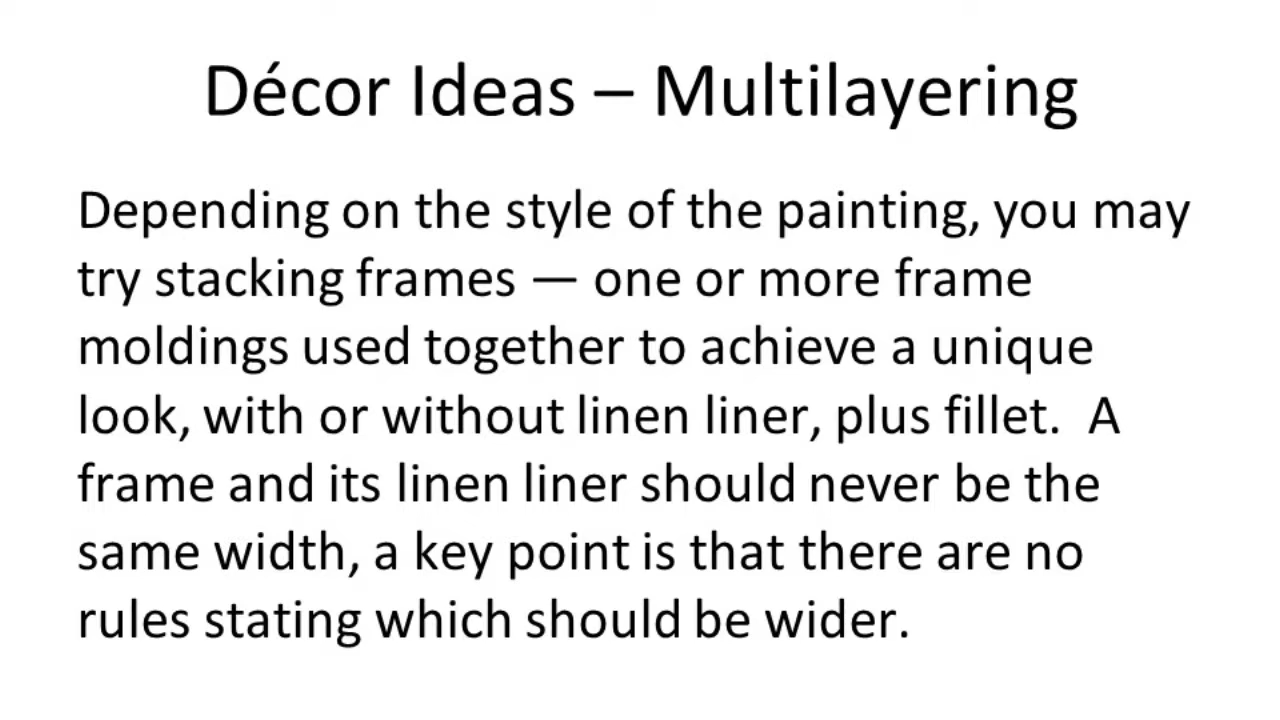 Décor Ideas – Multilayering
Depending on the style of the painting, you may
try stacking frames — one or more frame
moldings used together to achieve a unique
look, with or without linen liner, plus fillet.  A
frame and its linen liner should never be the
same width, a key point is that there are no
rules stating which should be wider.